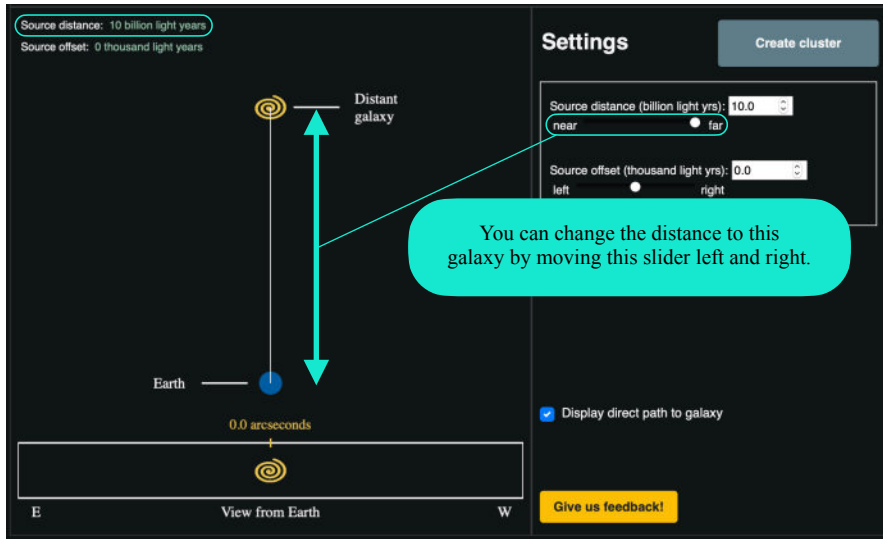 Source distance: 10 billion light years
Source offset: 0 thousand light years
Distant
galaxy
Earth
0.0 arcseconds
E
View from Earth
W
Settings
Create cluster
Source distance (billion light yrs): 10.0
near
far
Source offset (thousand light yrs): 0.0
left
right
You can change the distance to this
galaxy by moving this slider left and right.
Display direct path to galaxy
Give us feedback!